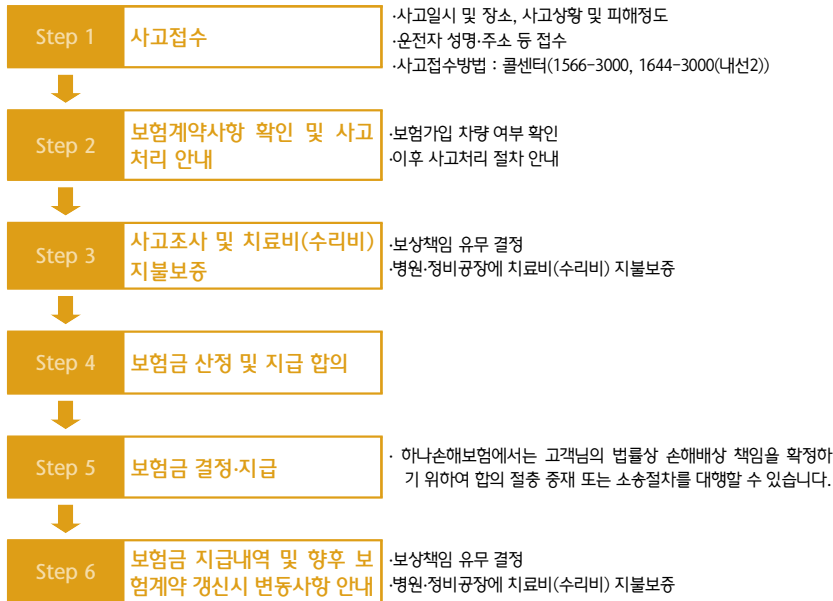 Step 1
사고접수
·사고일시 및 장소, 사고상황 및 피해정도
·운전자 성명·주소 등 접수
·사고접수방법 : 콜센터(1566-3000, 1644-3000(내선2))
Step 2
보험계약사항 확인 및 사고
처리 안내
·보험가입 차량 여부 확인
·이후 사고처리 절차 안내
Step 3
사고조사 및 치료비(수리비)
지불보증
·보상책임 유무 결정
·병원·정비공장에 치료비(수리비) 지불보증
Step 4
보험금 산정 및 지급 합의
Step 5
보험금 결정·지급
· 하나손해보험에서는 고객님의 법률상 손해배상 책임을 확정하
기 위하여 합의 절충 중재 또는 소송절차를 대행할 수 있습니다.
Step 6
보험금 지급내역 및 향후 보
험계약 갱신시 변동사항 안내
·보상책임 유무 결정
·병원·정비공장에 치료비(수리비) 지불보증